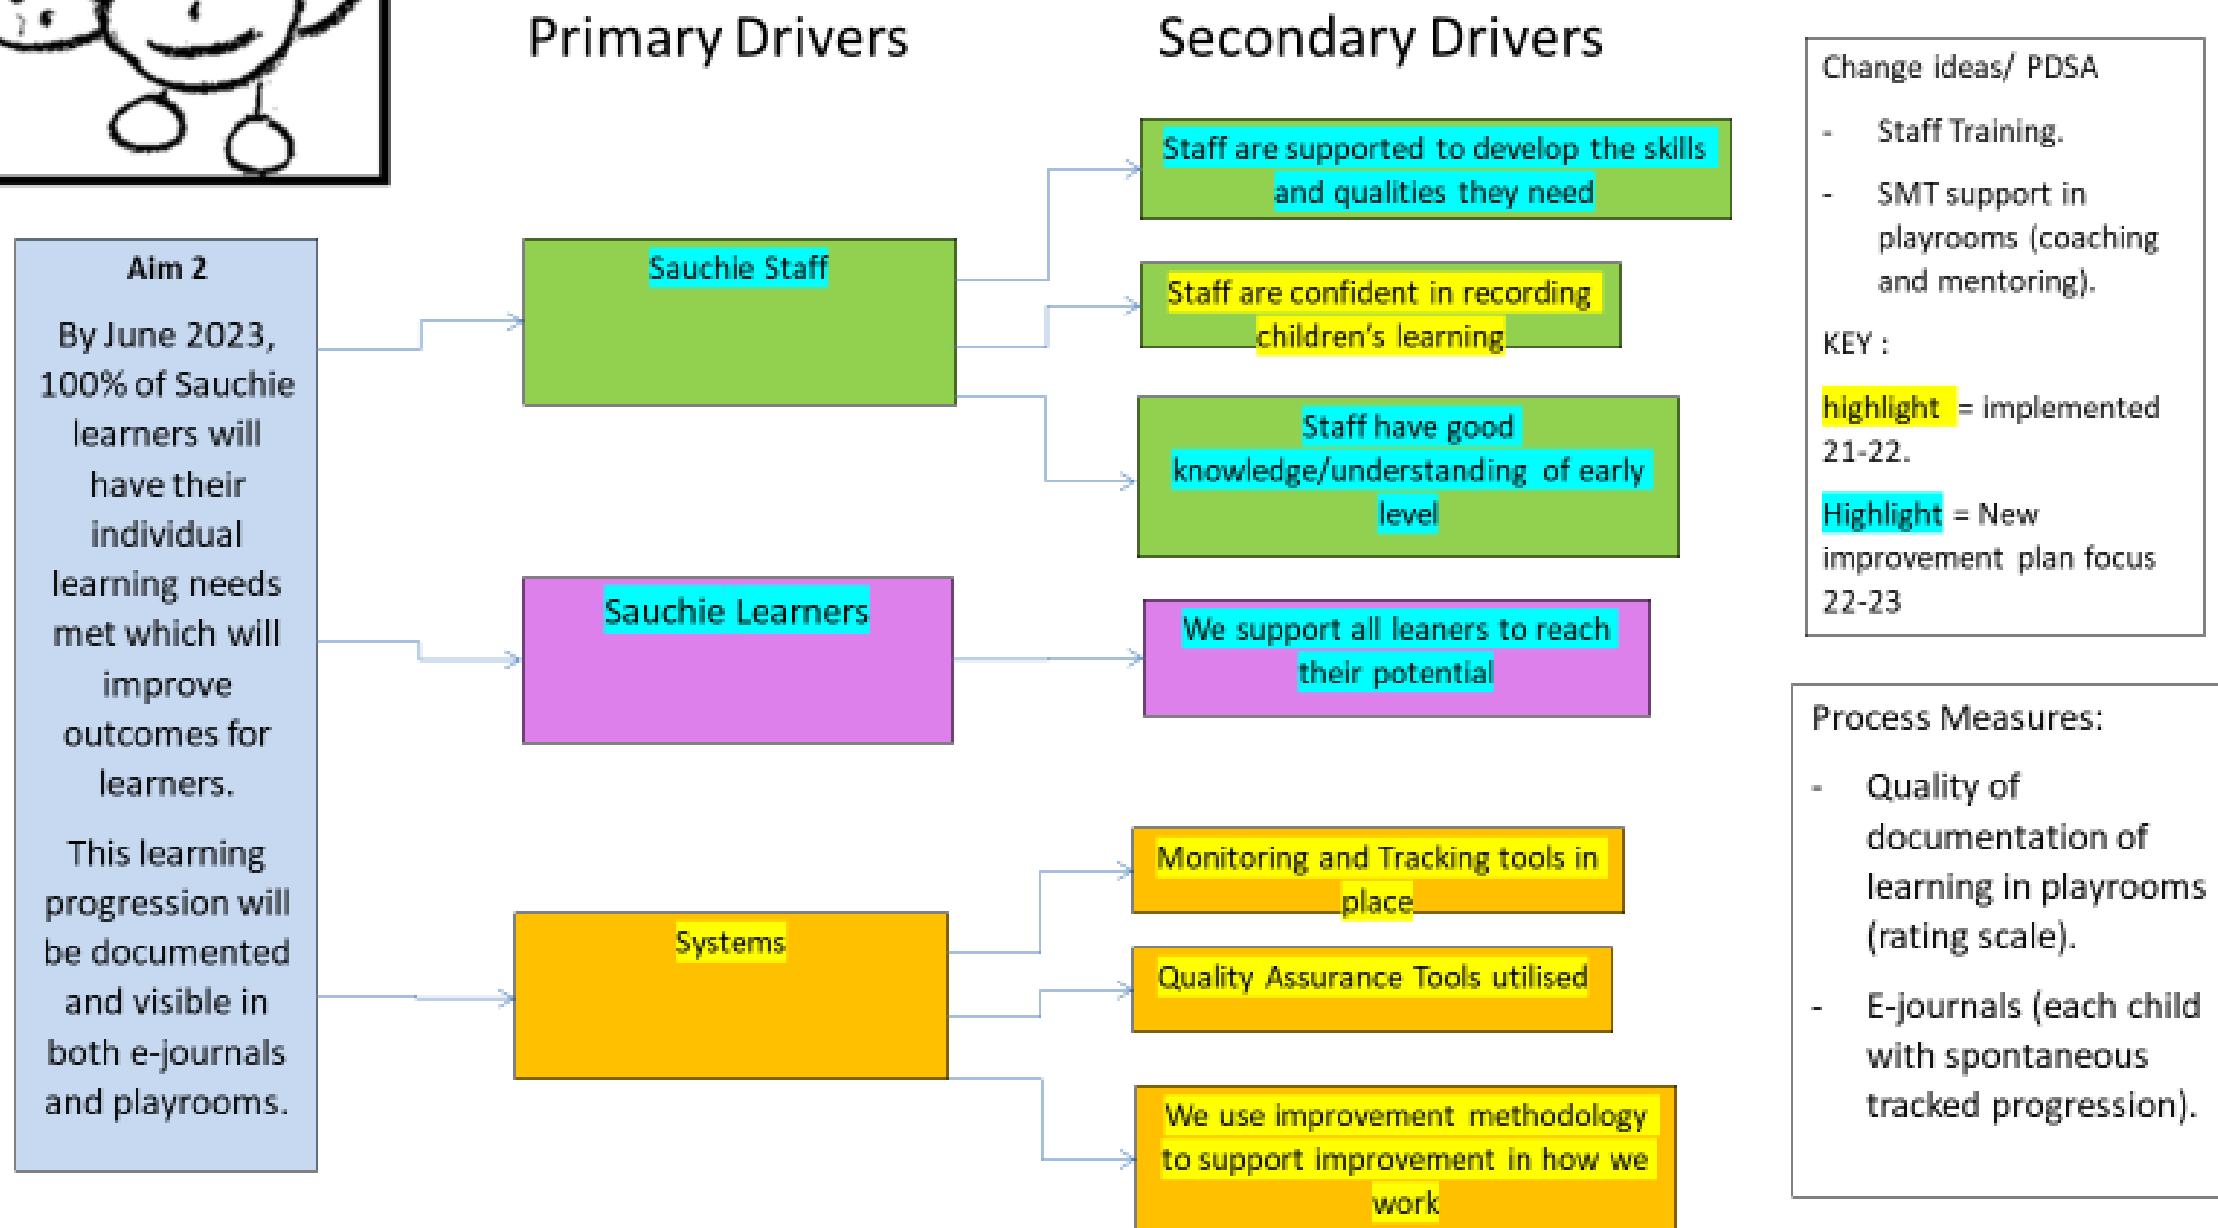 Primary Drivers
Secondary Drivers
Aim 2
By June 2023,
100% of Sauchie
learners will
have their
individual
learning needs
met which will
improve
outcomes for
learners.
This learning
progression will
be documented
and visible in
both e-journals
and playrooms.
Sauchie Staff
Sauchie Learners
Systems
Staff are supported to develop the skills
and qualities they need
Staff are confident in recording
children's learning
Staff have good
knowledge/understanding of early
level
We support all leaners to reach
their potential
Monitoring and Tracking tools in
place
Quality Assurance Tools utilised
We use improvement methodology
to support improvement in how we
work
Change ideas/ PDSA
- Staff Training.
- SMT support in
playrooms (coaching
and mentoring).
KEY :
highlight = implemented
21-22.
Highlight = New
improvement plan focus
22-23
Process Measures:
- Quality of
documentation of
learning in playrooms
(rating scale).
- E-journals (each child
with spontaneous
tracked progression).